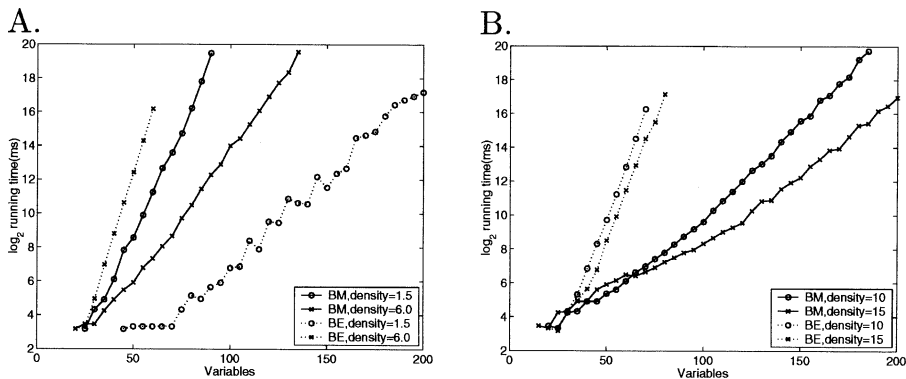 A.
20
18
16
14
12
10
8
6
4
2
log2 running time(ms)
0
50
100
150
200
Variables
BM,density=1.5
BM,density=6.0
BE,density=1.5
BE,density=6.0
B.
20
18
16
14
12
10
8
6
4
2
log2 running time(ms)
0
50
100
150
200
Variables
BM,density=10
BM,density=15
BE,density=10
BE,density=15